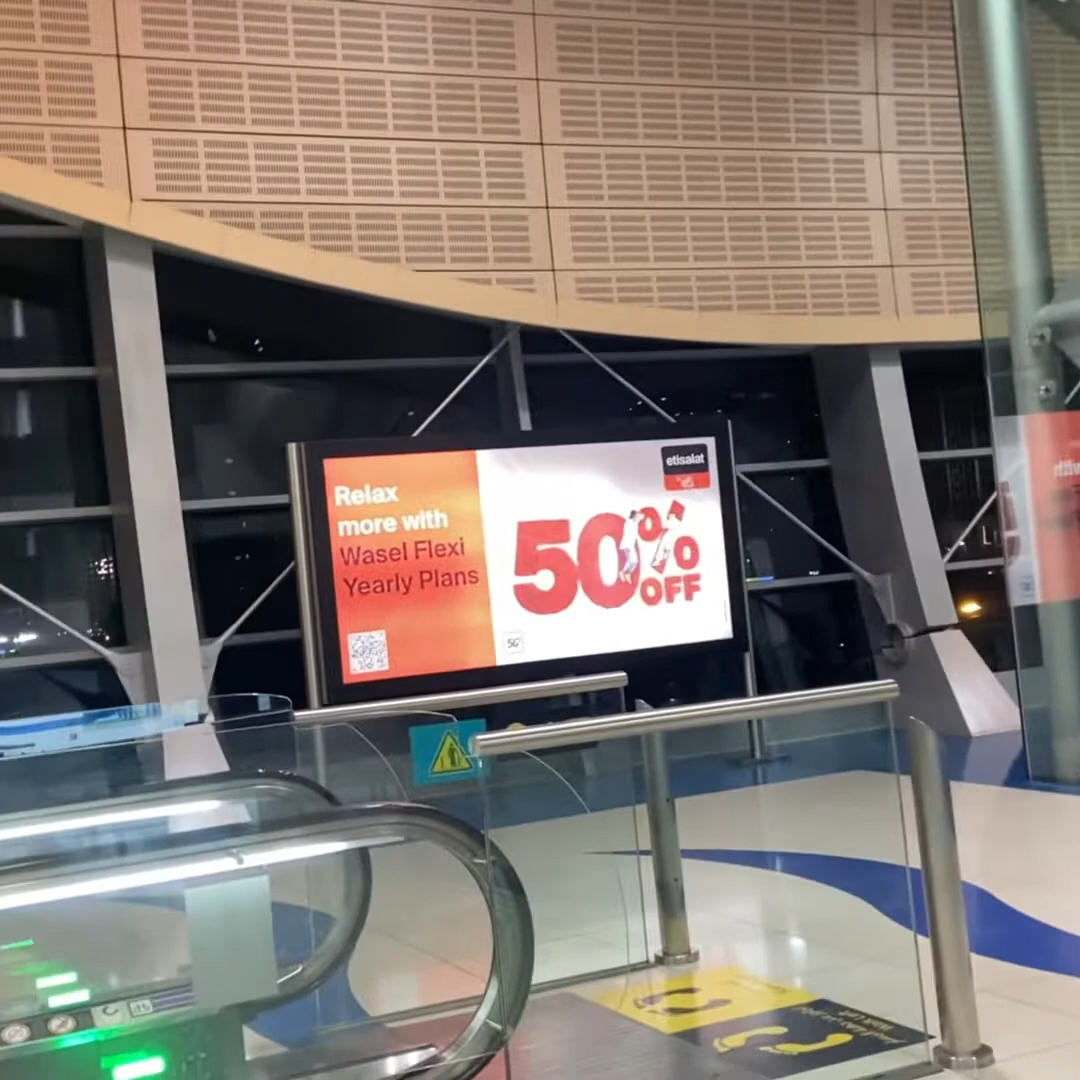 Relax
more with
Wasel Flexi
Yearly Plans
50%
OFF
etisalat
5G